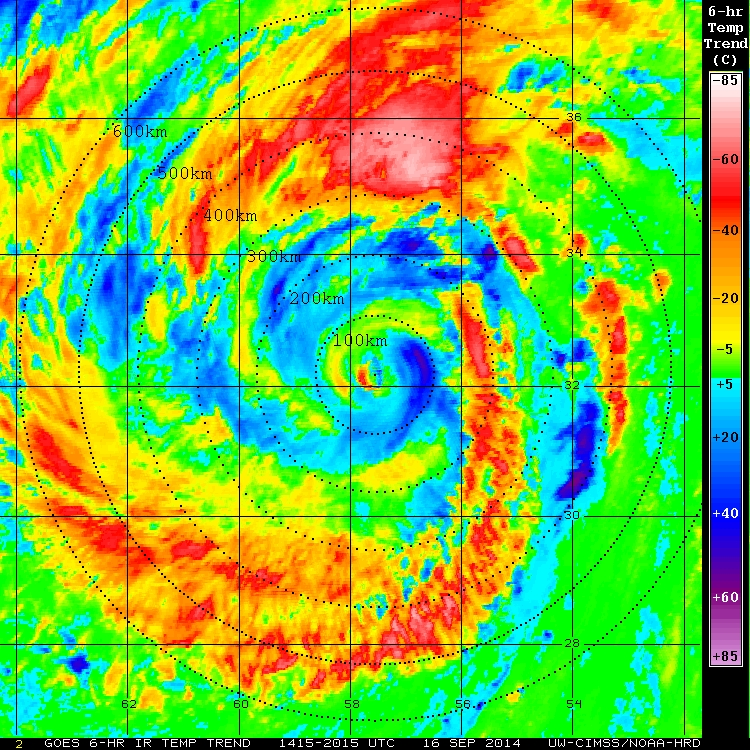 6-hr
Temp
Trend
(C)
-85
-60
-40
-20
-5
+5
+20
+40
+60
+85
36
600km
500km
400km
34
300km
200km
100km
32
30
28
62 60 58 56 54
2 GOES 6-HR IR TEMP TREND 1415-2015 UTC 16 SEP 2014 UW-CIMSS/NOAA-HRD